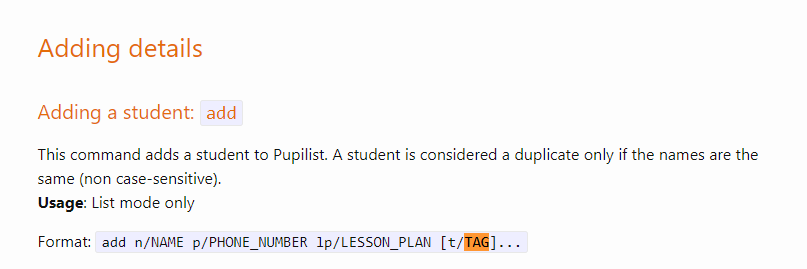 Adding details
Adding a student: add
This command adds a student to Pupilist. A student is considered a duplicate only if the names are the
same (non case-sensitive).
Usage: List mode only
Format: add n/NAME p/PHONE_NUMBER lp/LESSON_PLAN [t/TAG]...